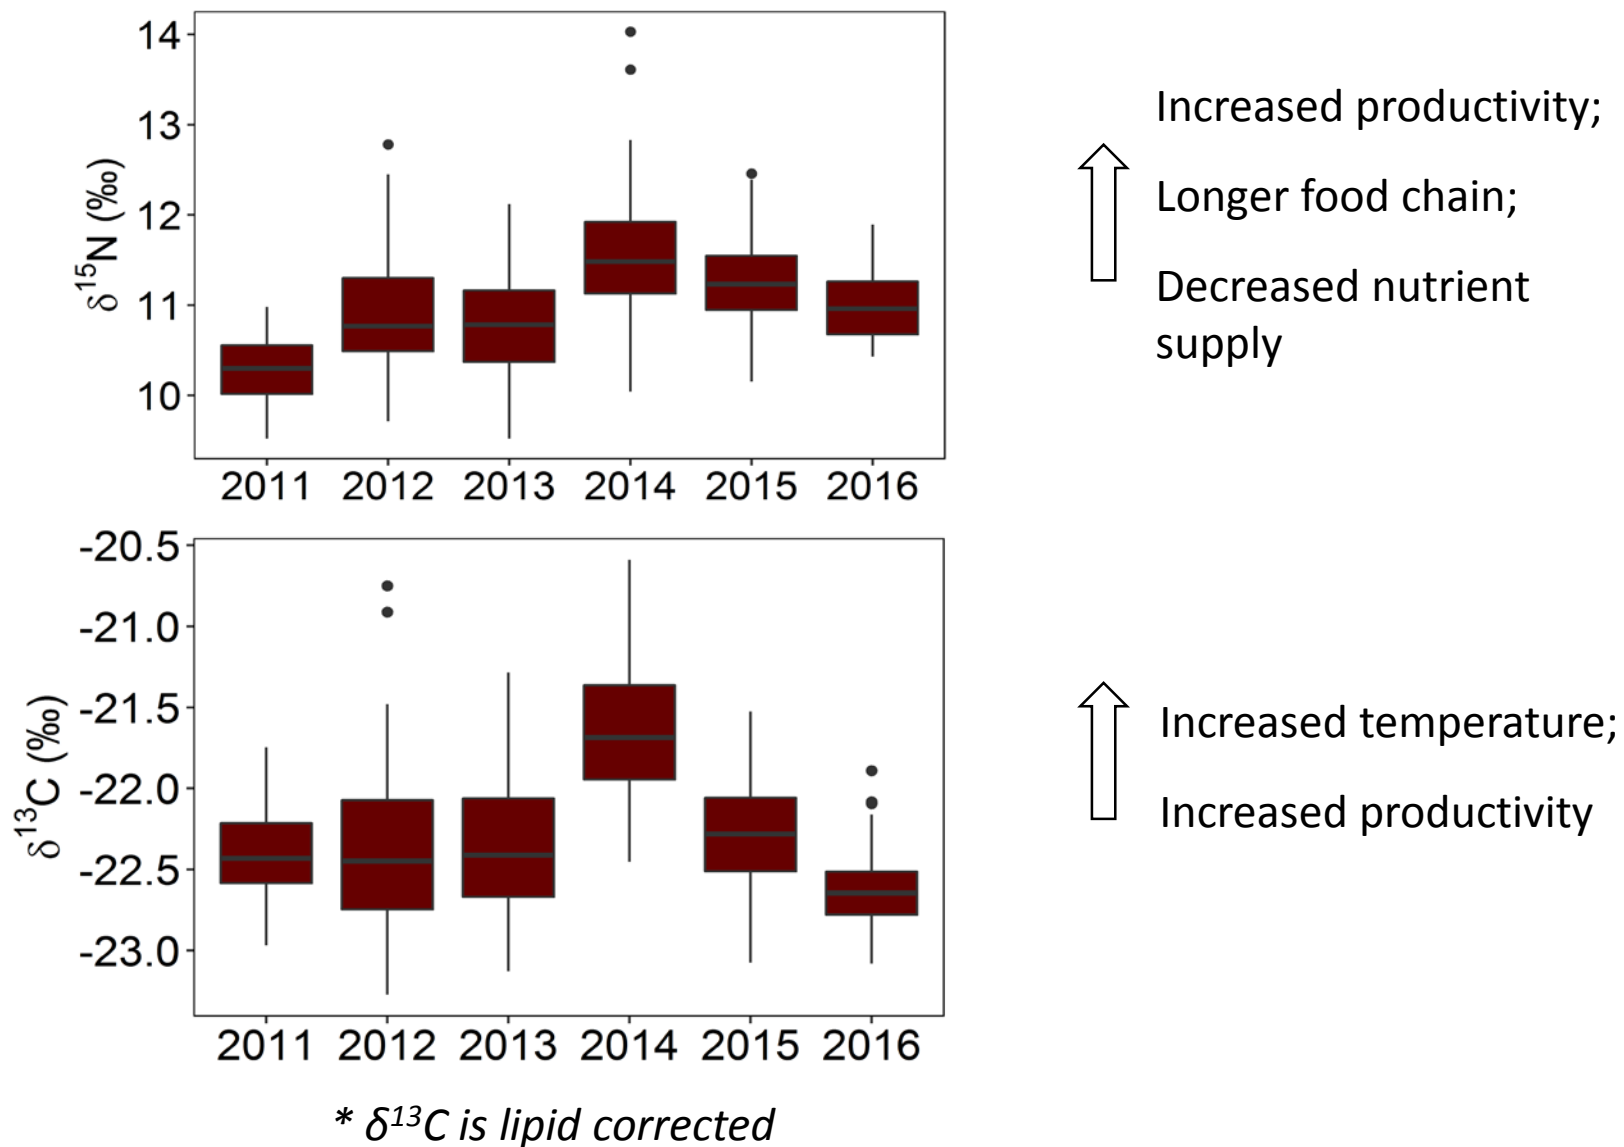 14
13
12
11
10
δ¹⁵N (‰)
2011 2012 2013 2014 2015 2016
Increased productivity;
Longer food chain;
Decreased nutrient
supply
-20.5
-21.0
-21.5
-22.0
-22.5
-23.0
δ¹³C (‰)
2011 2012 2013 2014 2015 2016
Increased temperature;
Increased productivity
* δ¹³C is lipid corrected